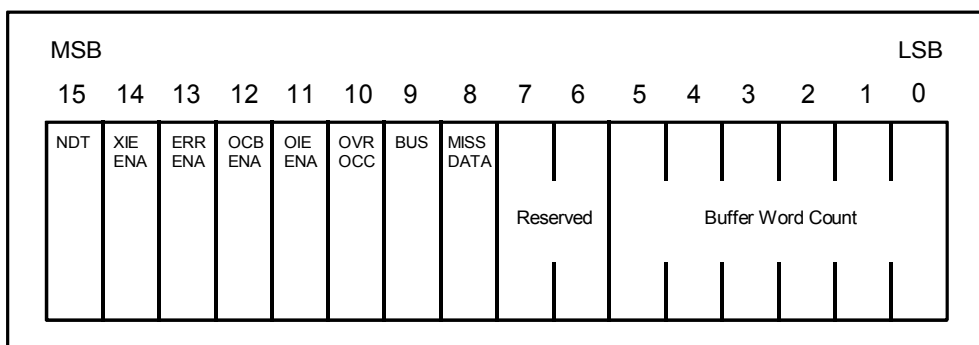 MSB LSB
15 14 13 12 11 10 9 8 7 6 5 4 3 2 1 0
NDT XIE ERR OCB OIE OVR BUS MISS
ENA ENA ENA ENA OCC DATA
Reserved Buffer Word Count